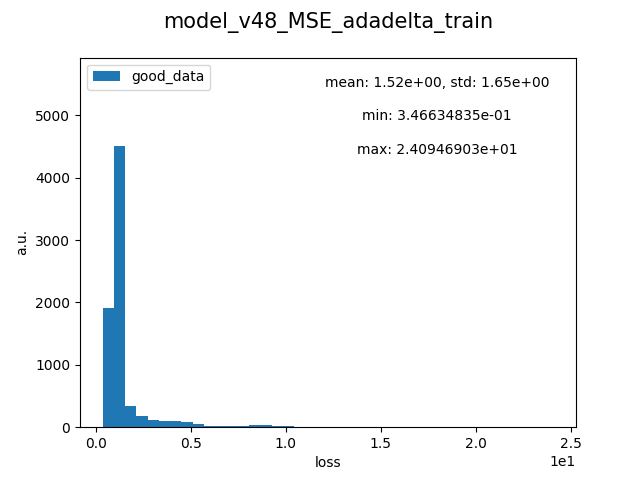 model_v48_MSE_adadelta_train
good_data
mean: 1.52e+00, std: 1.65e+00
min: 3.46634835e-01
max: 2.40946903e+01
a.u.
5000
4000
3000
2000
1000
0
0.0 0.5 1.0 1.5 2.0 2.5
loss
1e1